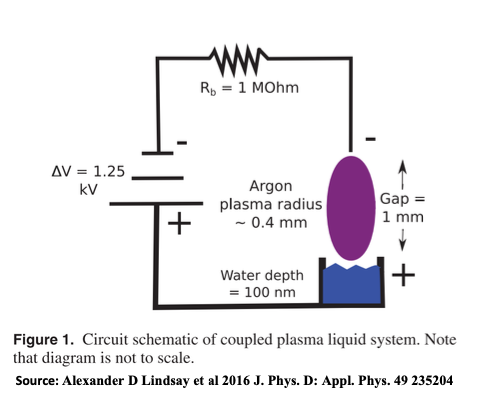 R_b = 1 MOhm
-
-
ΔV = 1.25
kV
Argon
plasma radius
~ 0.4 mm
Gap =
1 mm
+
Water depth
= 100 nm
+
Figure 1. Circuit schematic of coupled plasma liquid system. Note
that diagram is not to scale.
Source: Alexander D Lindsay et al 2016 J. Phys. D: Appl. Phys. 49 235204